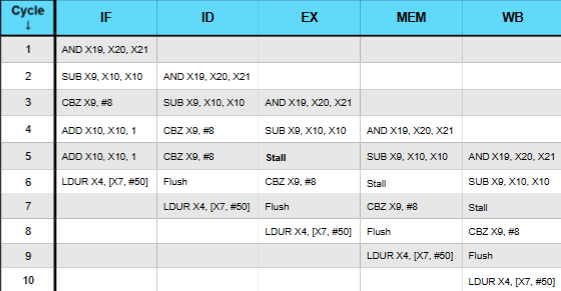 Cycle ↓ IF ID EX MEM WB
1 AND X19, X20, X21
2 SUB X9, X10, X10 AND X19, X20, X21
3 CBZ X9, #8 SUB X9, X10, X10 AND X19, X20, X21
4 ADD X10, X10, 1 CBZ X9, #8 SUB X9, X10, X10 AND X19, X20, X21
5 ADD X10, X10, 1 CBZ X9, #8 Stall SUB X9, X10, X10 AND X19, X20, X21
6 LDUR X4, [X7, #50] Flush CBZ X9, #8 Stall SUB X9, X10, X10
7 LDUR X4, [X7, #50] Flush CBZ X9, #8 Stall
8 LDUR X4, [X7, #50] Flush CBZ X9, #8
9 LDUR X4, [X7, #50] Flush
10 LDUR X4, [X7, #50]